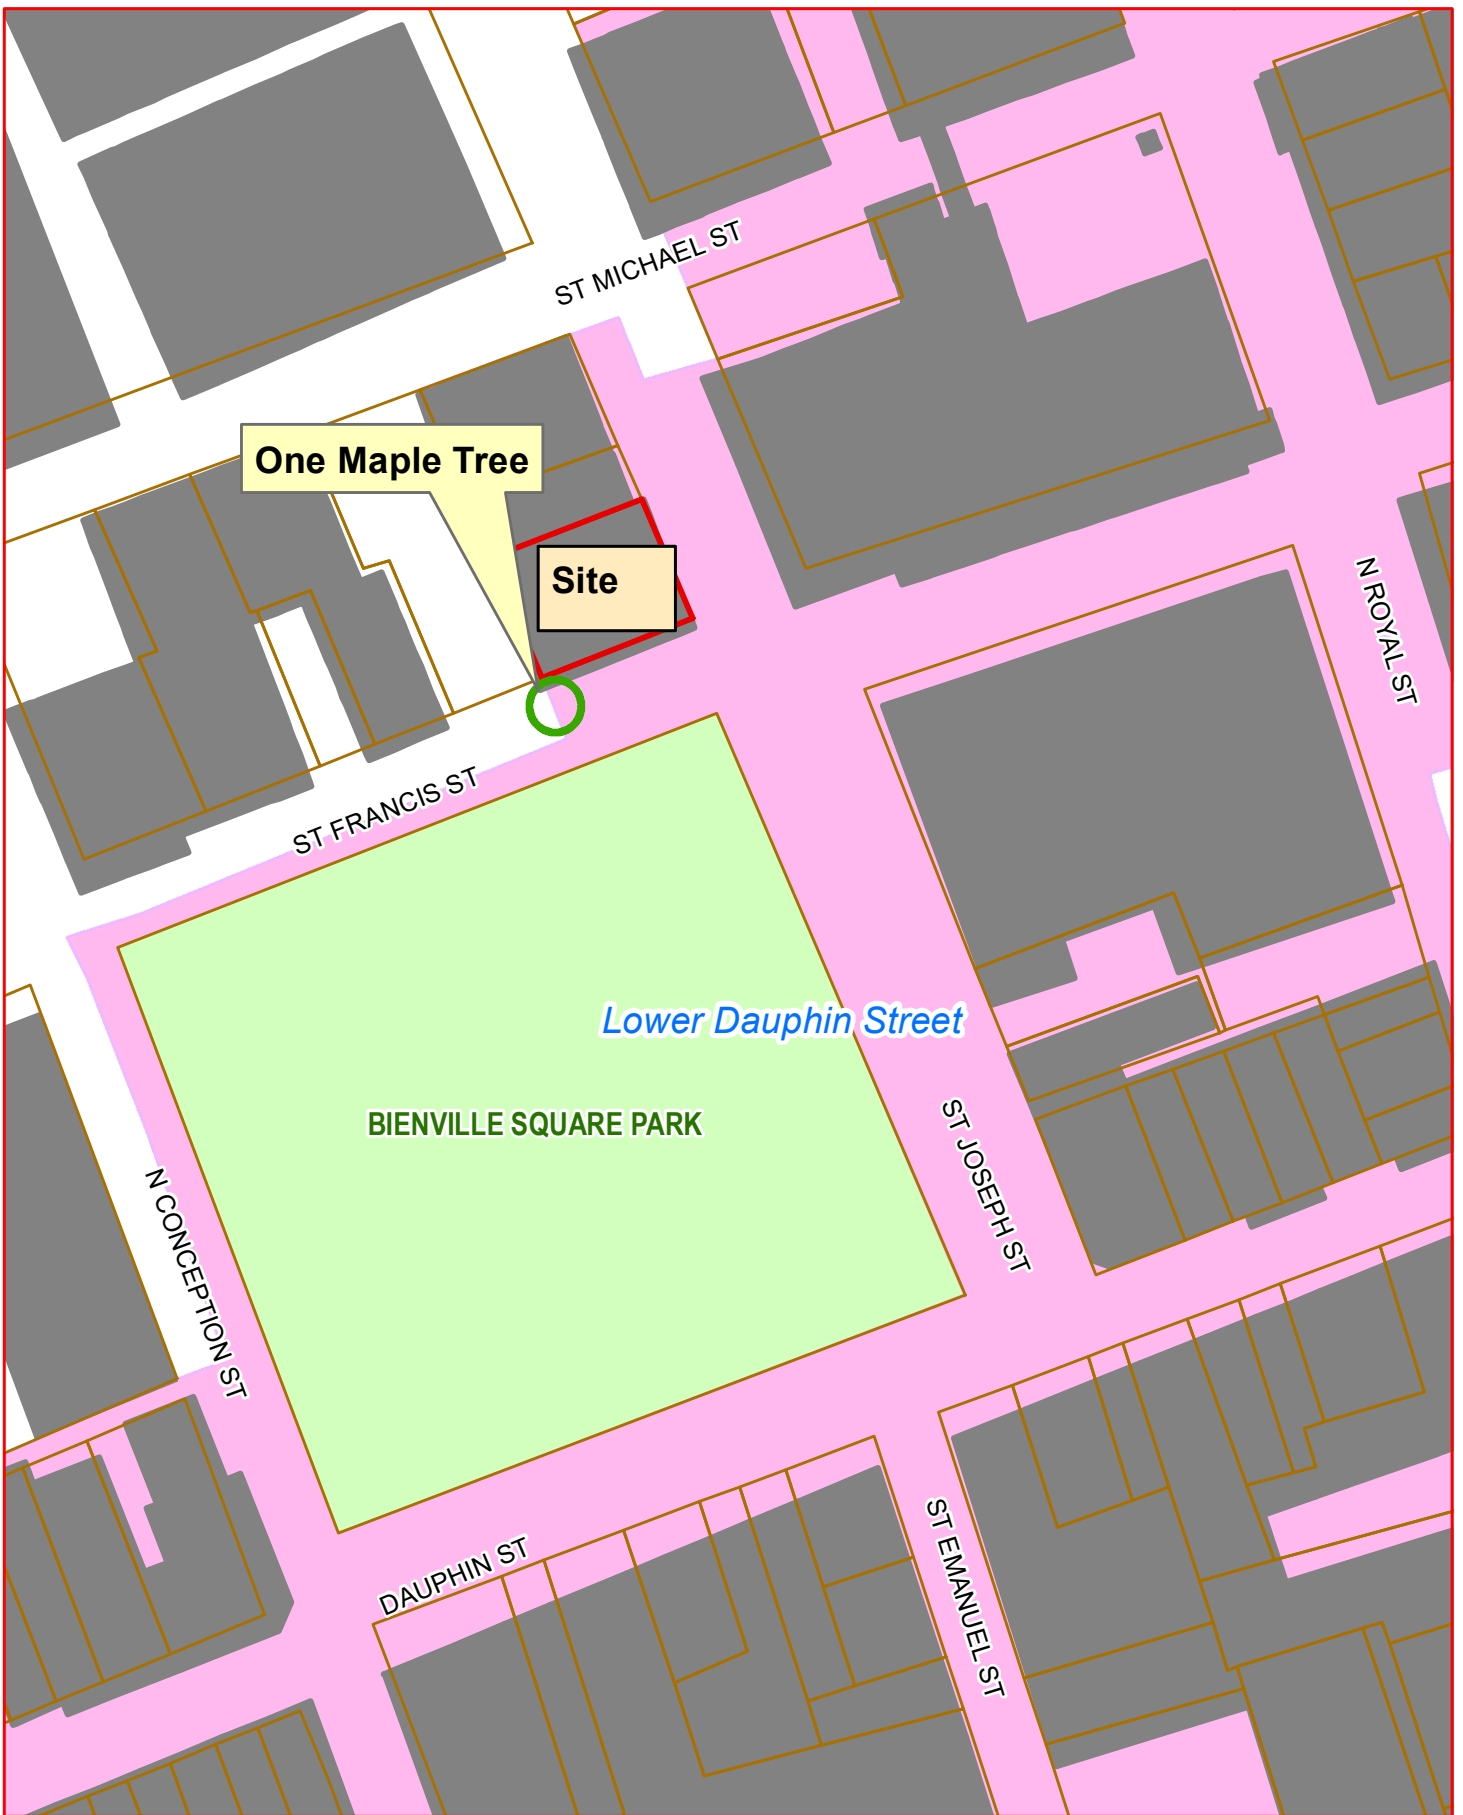 ST MICHAEL ST
One Maple Tree
Site
N ROYAL ST
ST FRANCIS ST
Lower Dauphin Street
BIENVILLE SQUARE PARK
ST JOSEPH ST
N CONCEPTION ST
DAUPHIN ST
ST EMANUEL ST